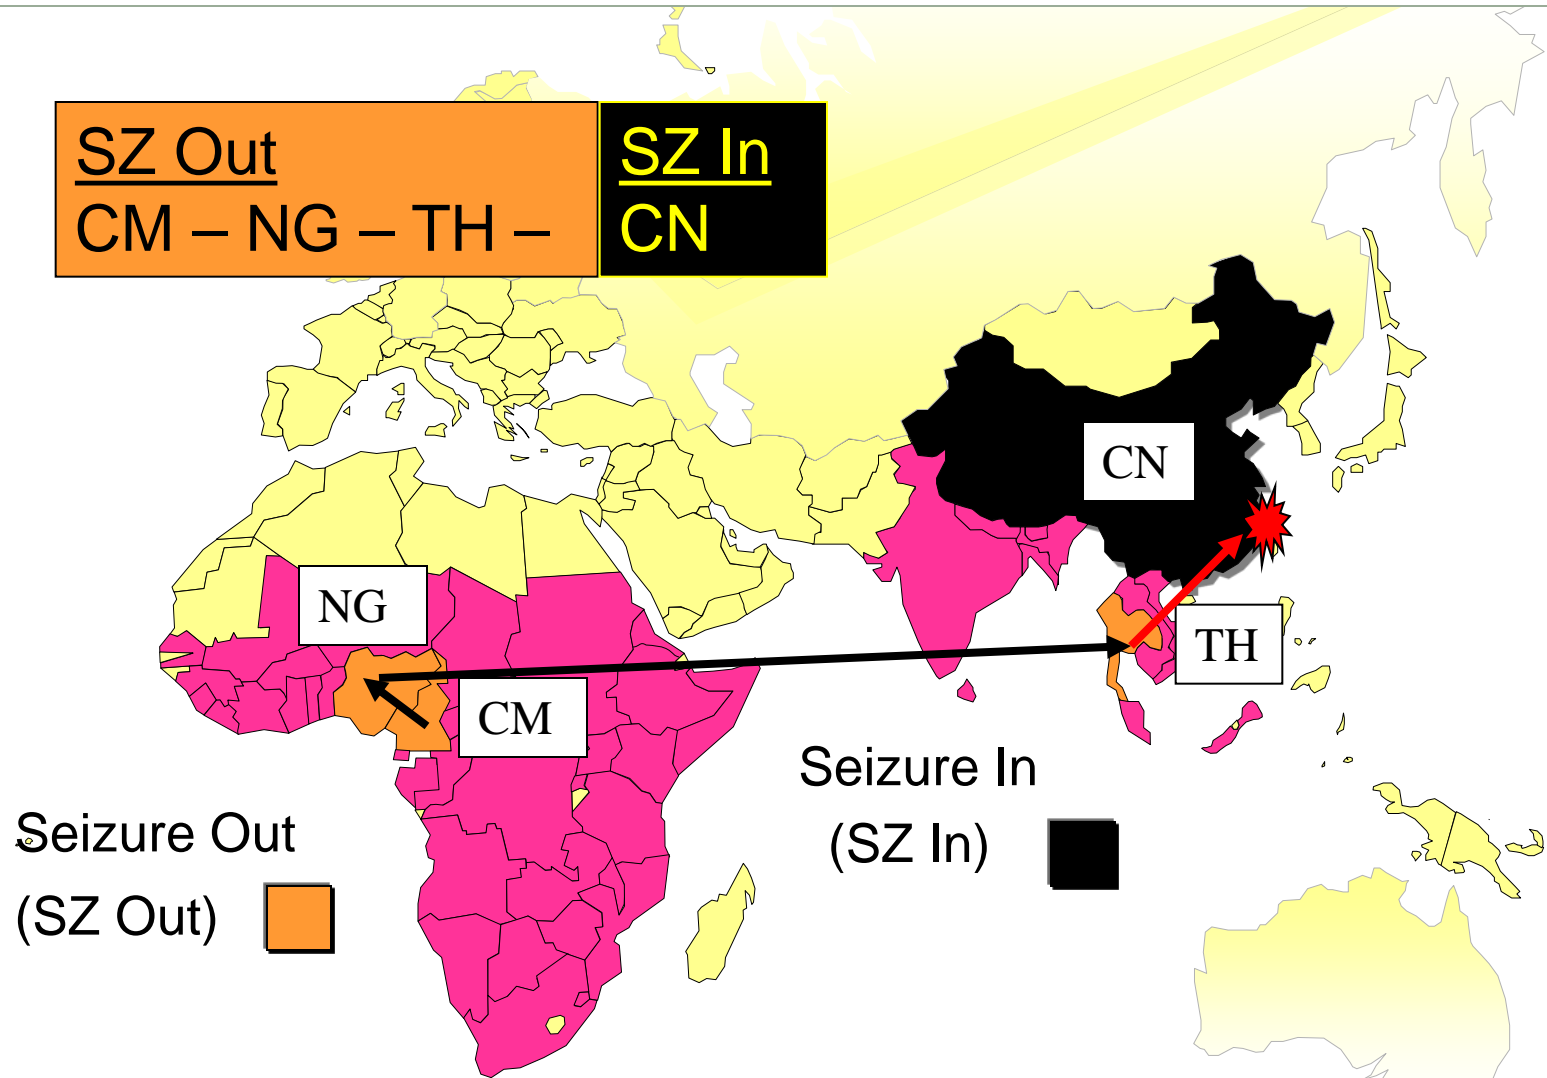 SZ Out
CM – NG – TH –
SZ In
CN
CN
NG
TH
CM
Seizure In
(SZ In)
Seizure Out
(SZ Out)